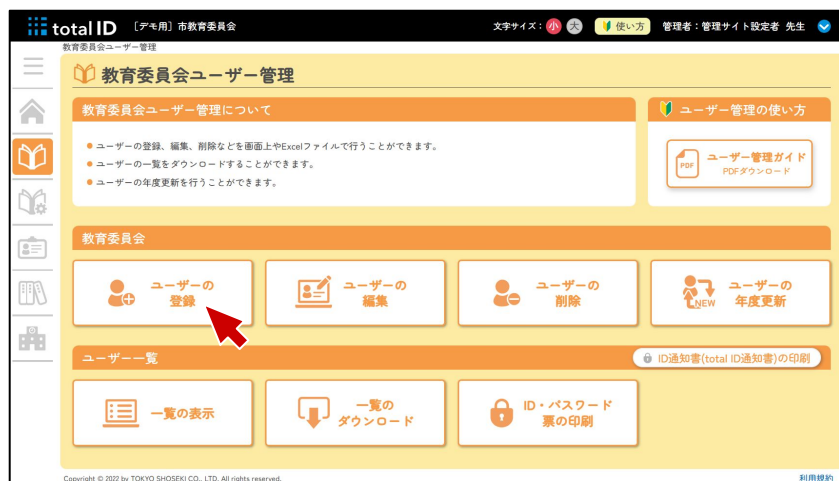 total ID [デモ用] 市教育委員会 文字サイズ: 小 大 使い方 管理者:管理サイト設定者 先生
教育委員会ユーザー管理
教育委員会ユーザー管理
教育委員会ユーザー管理について
ユーザー管理の使い方
ユーザーの登録、編集、削除などを画面上やExcelファイルで行うことができます。
ユーザーの一覧をダウンロードすることができます。
ユーザーの年度更新を行うことができます。
PDF
ユーザー管理ガイド
PDFダウンロード
教育委員会
ユーザーの
登録
ユーザーの
編集
ユーザーの
削除
NEW
ユーザーの
年度更新
ユーザー一覧
ID通知書(total ID通知書)の印刷
一覧の表示
一覧の
ダウンロード
ID・パスワード
票の印刷
Copyright © 2022 by TOKYO SHOSEKI CO., LTD. All rights reserved.
利用規約